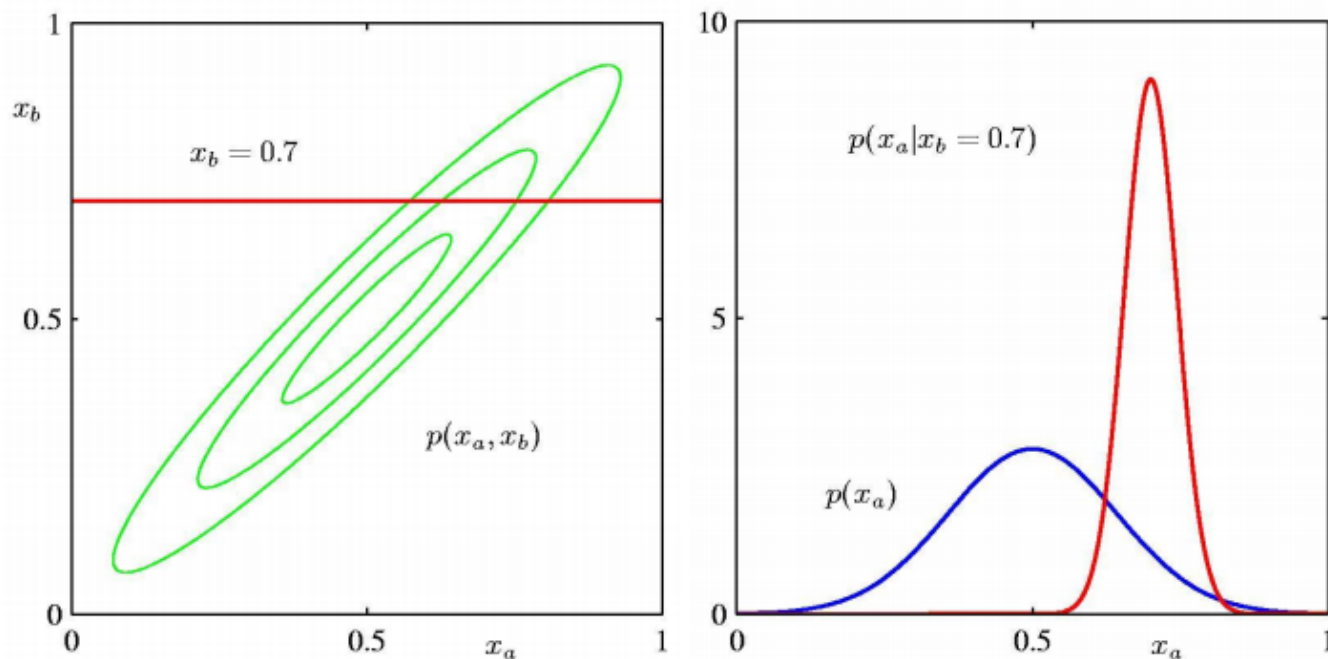 1
x_b
x_b = 0.7
0.5
p(x_a, x_b)
0
0 0.5 x_a 1
10
p(x_a|x_b = 0.7)
5
p(x_a)
0
0 0.5 x_a 1